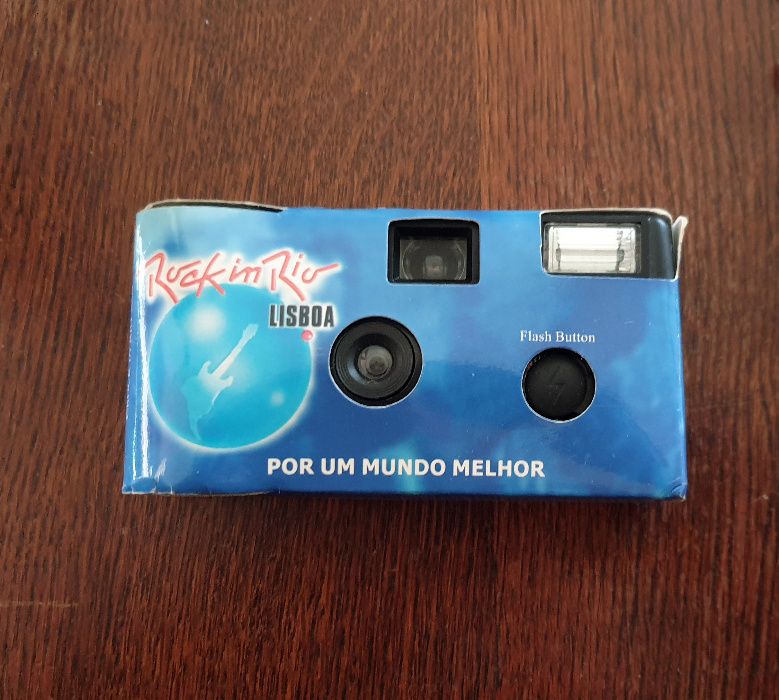 Rock in Rio
LISBOA
Flash Button
POR UM MUNDO MELHOR